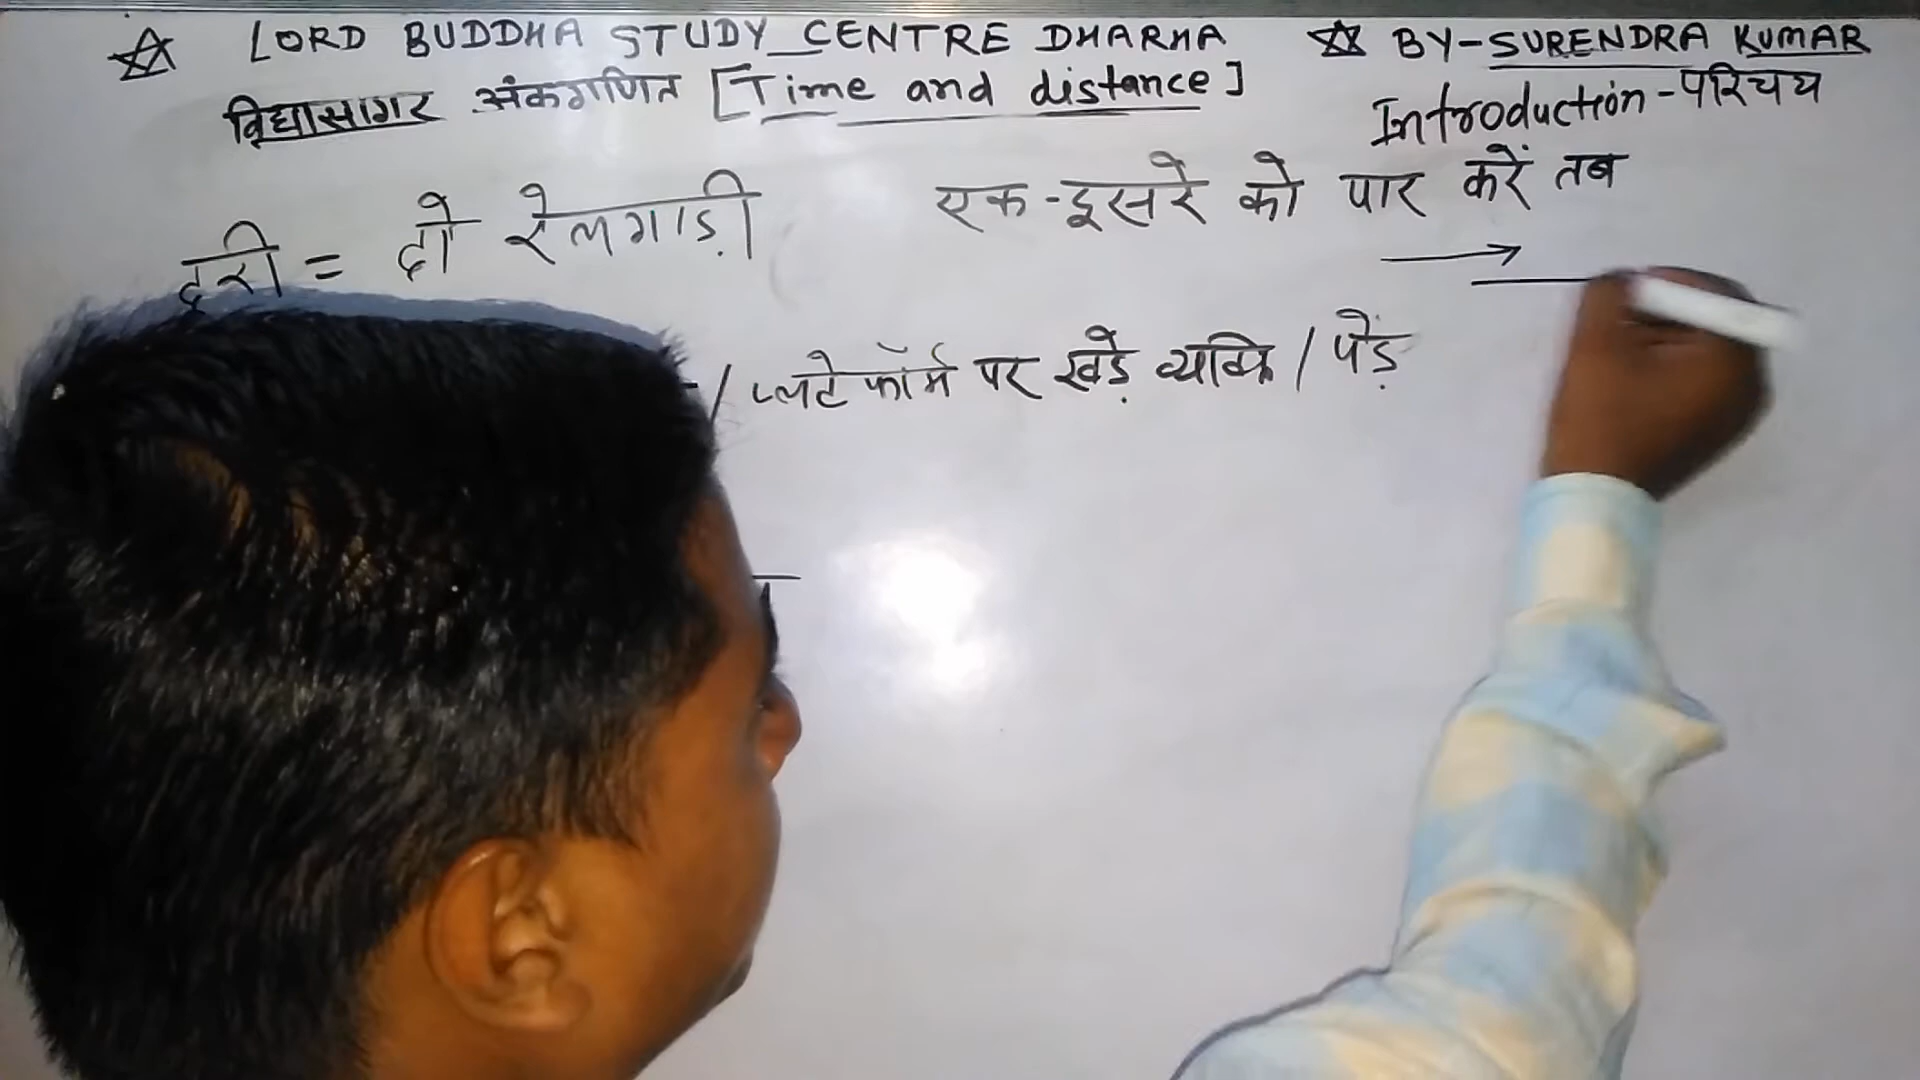 LORD BUDDHA STUDY CENTRE DHARHA BY-SURENDRA KUMAR
विद्यासागर अंकगणित [Time and distance] Introduction-परिचय
दूरी = दो रेलगाड़ी एक-दूसरे को पार करें तब
/ प्लेटफॉर्म पर खड़े व्यक्ति / पेड़